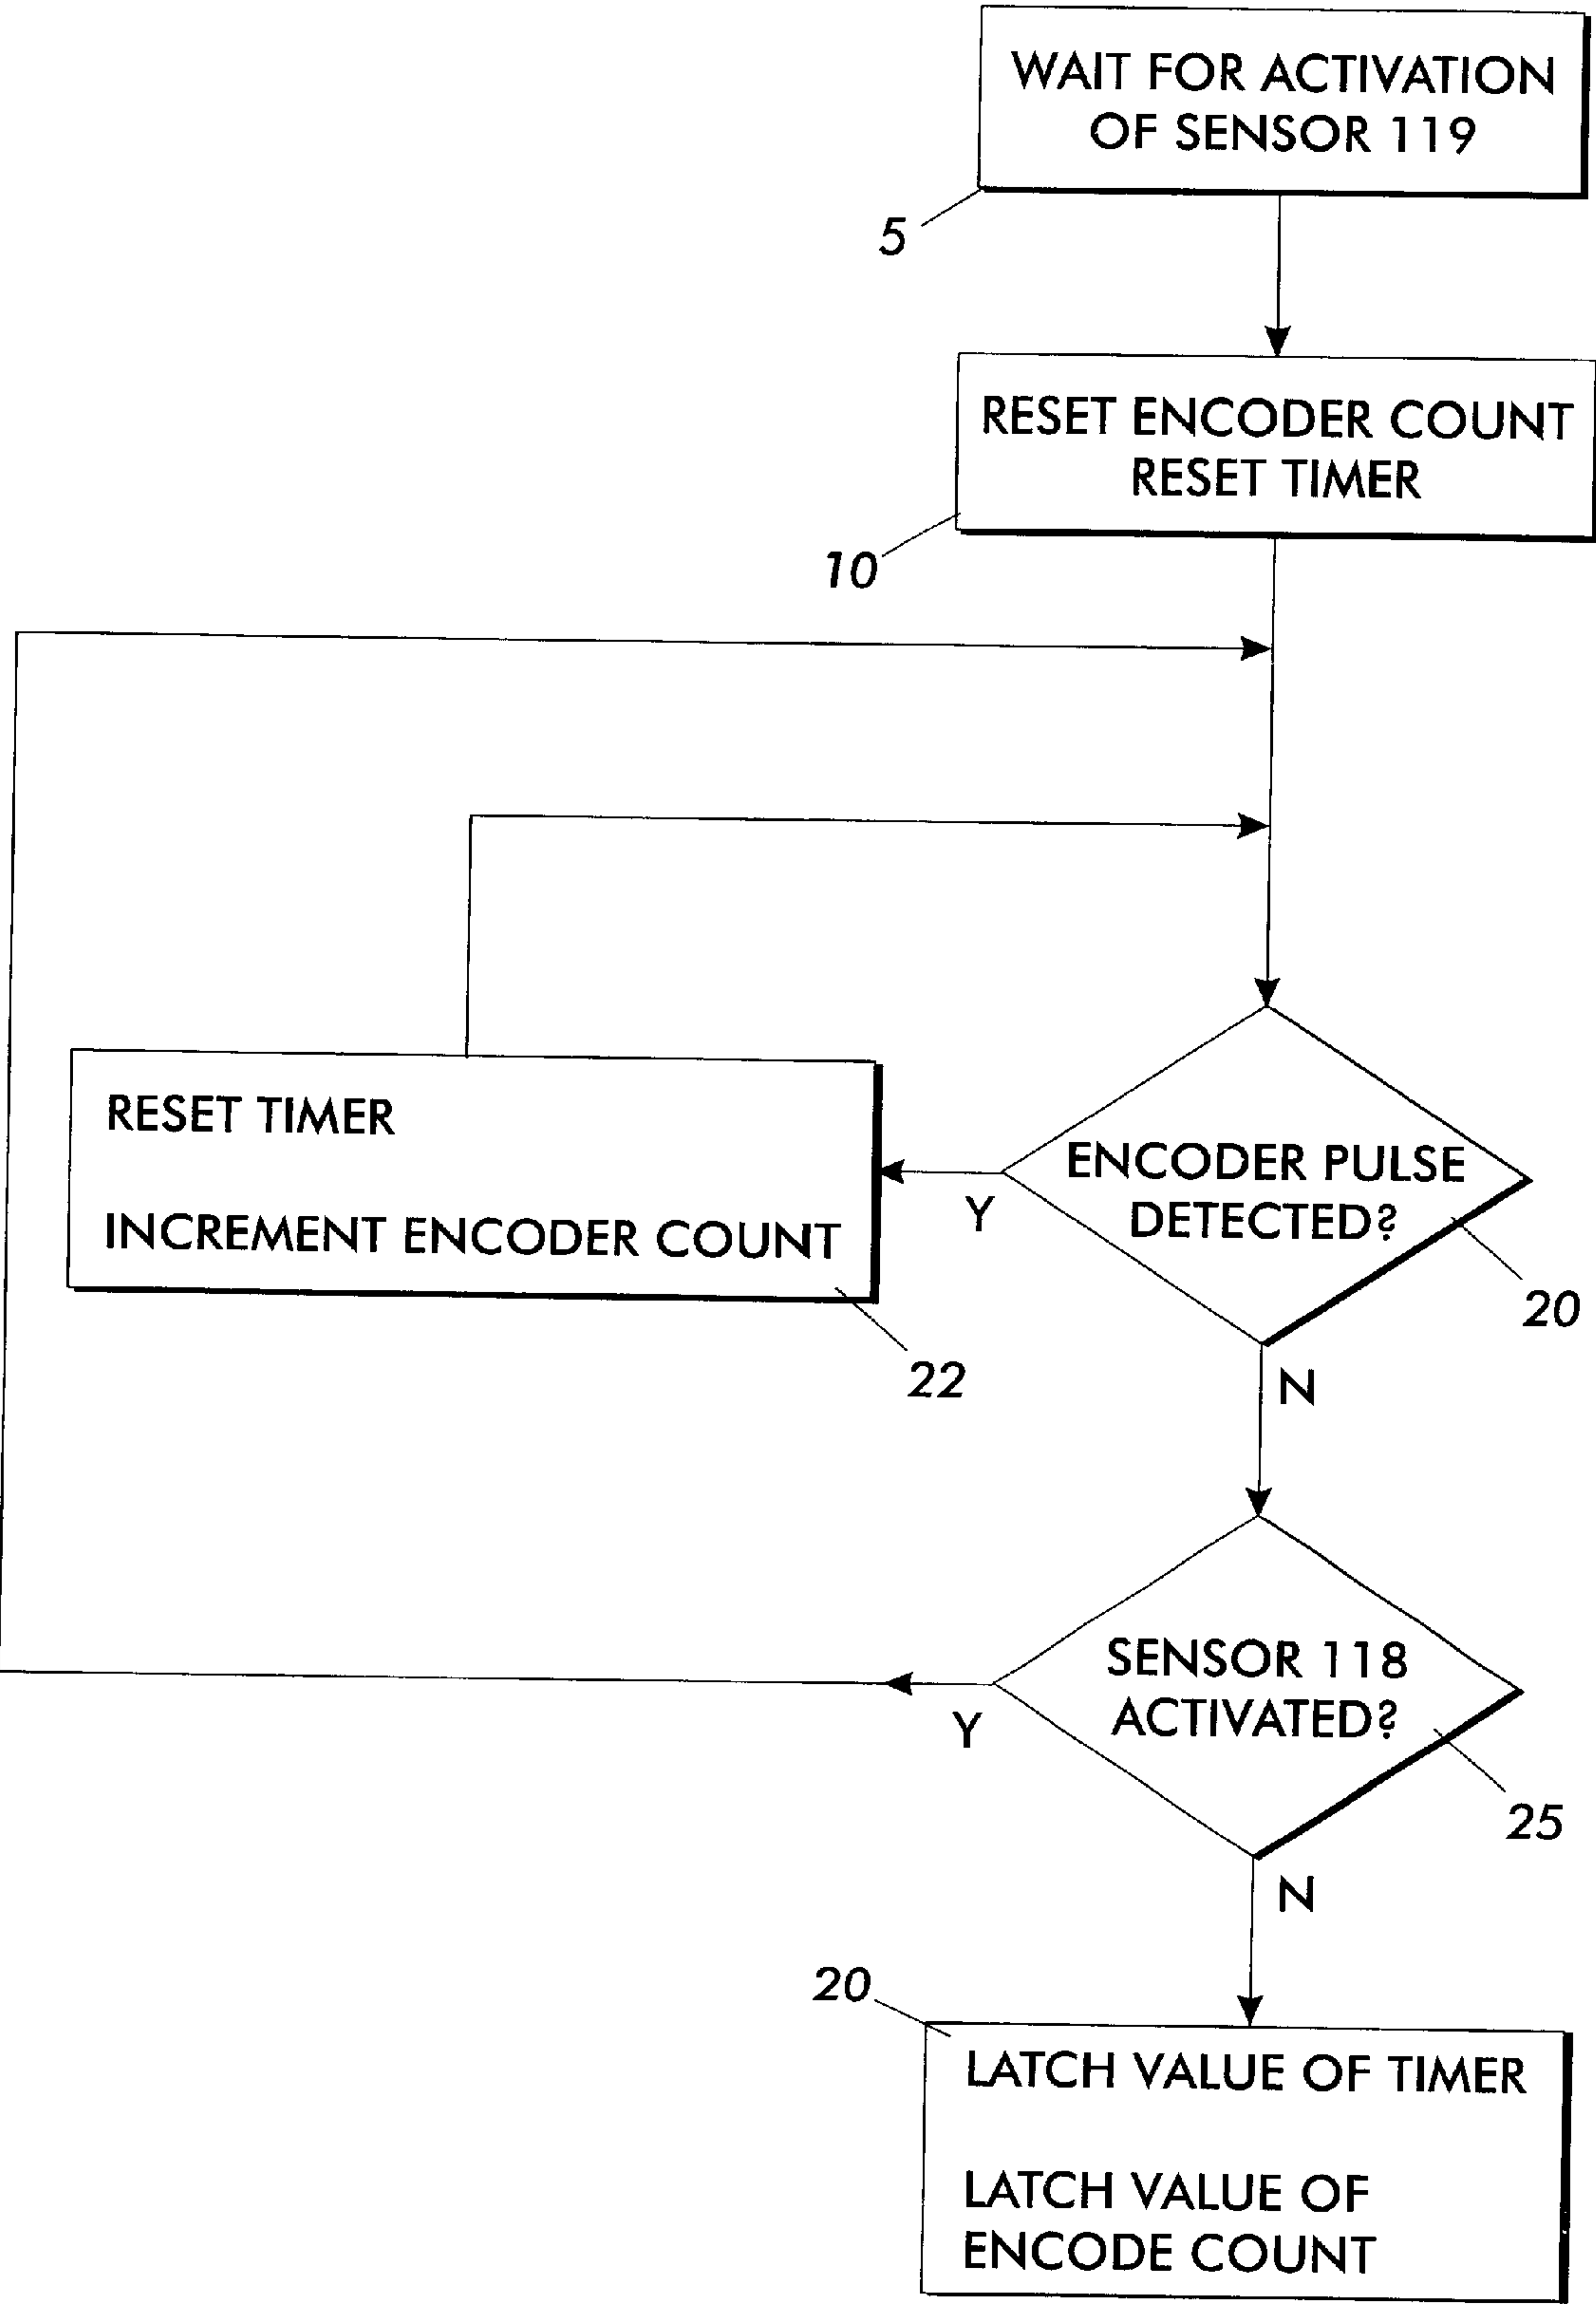 WAIT FOR ACTIVATION
OF SENSOR 119
5
RESET ENCODER COUNT
RESET TIMER
10
RESET TIMER
INCREMENT ENCODER COUNT
22
ENCODER PULSE
DETECTED?
Y
20
N
SENSOR 118
ACTIVATED?
Y
25
N
20
LATCH VALUE OF TIMER
LATCH VALUE OF
ENCODE COUNT